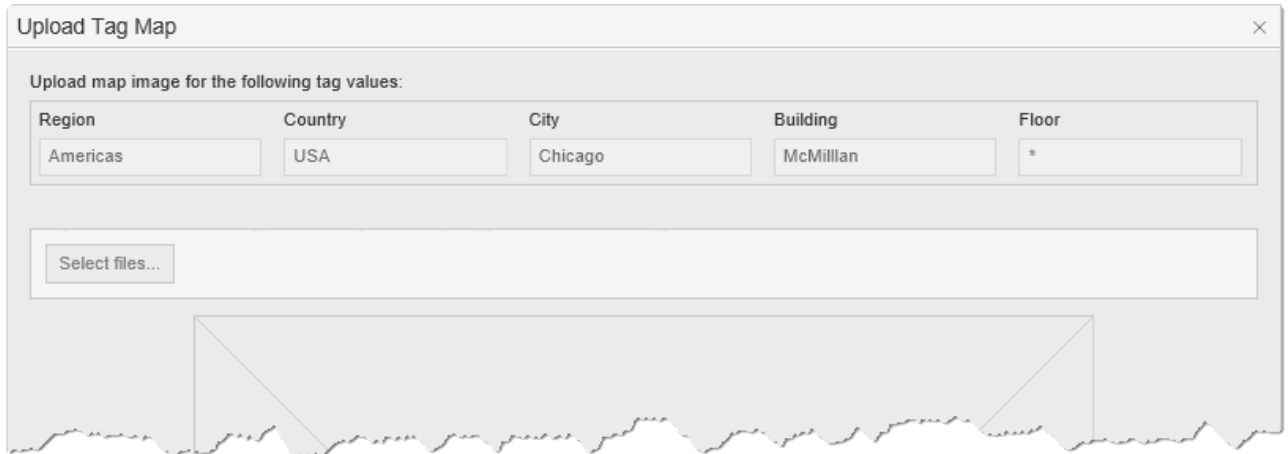 Upload Tag Map
Upload map image for the following tag values:
Region Country City Building Floor
Americas USA Chicago McMilllan *
Select files...